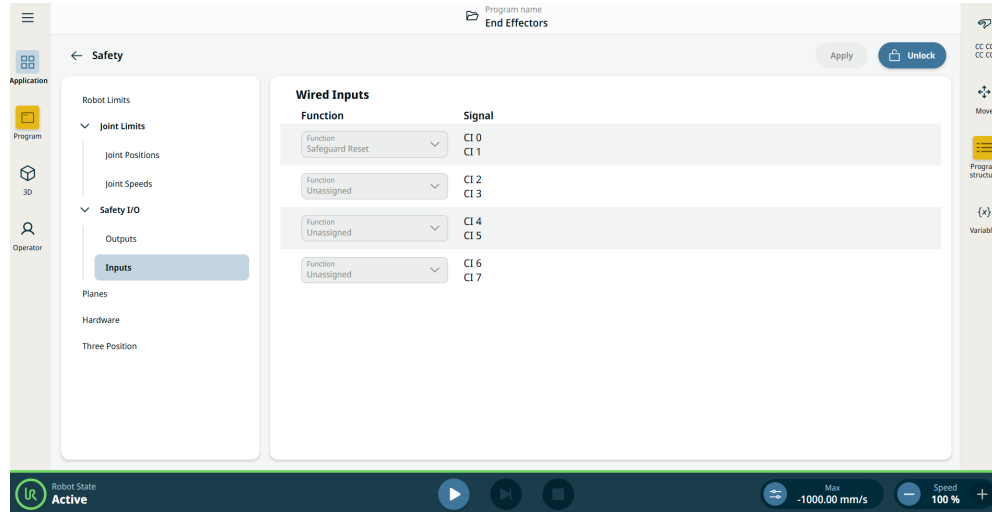 Program name
End Effectors
Safety
Apply
Unlock
Application
Program
3D
Operator
Robot Limits
Joint Limits
Joint Positions
Joint Speeds
Safety I/O
Outputs
Inputs
Planes
Hardware
Three Position
Wired Inputs
Function Signal
Function
Safeguard Reset
CI 0
CI 1
Function
Unassigned
CI 2
CI 3
Function
Unassigned
CI 4
CI 5
Function
Unassigned
CI 6
CI 7
Move
structu
{x}
Variabl
Robot State
Active
Max
-1000.00 mm/s
Speed
100 %